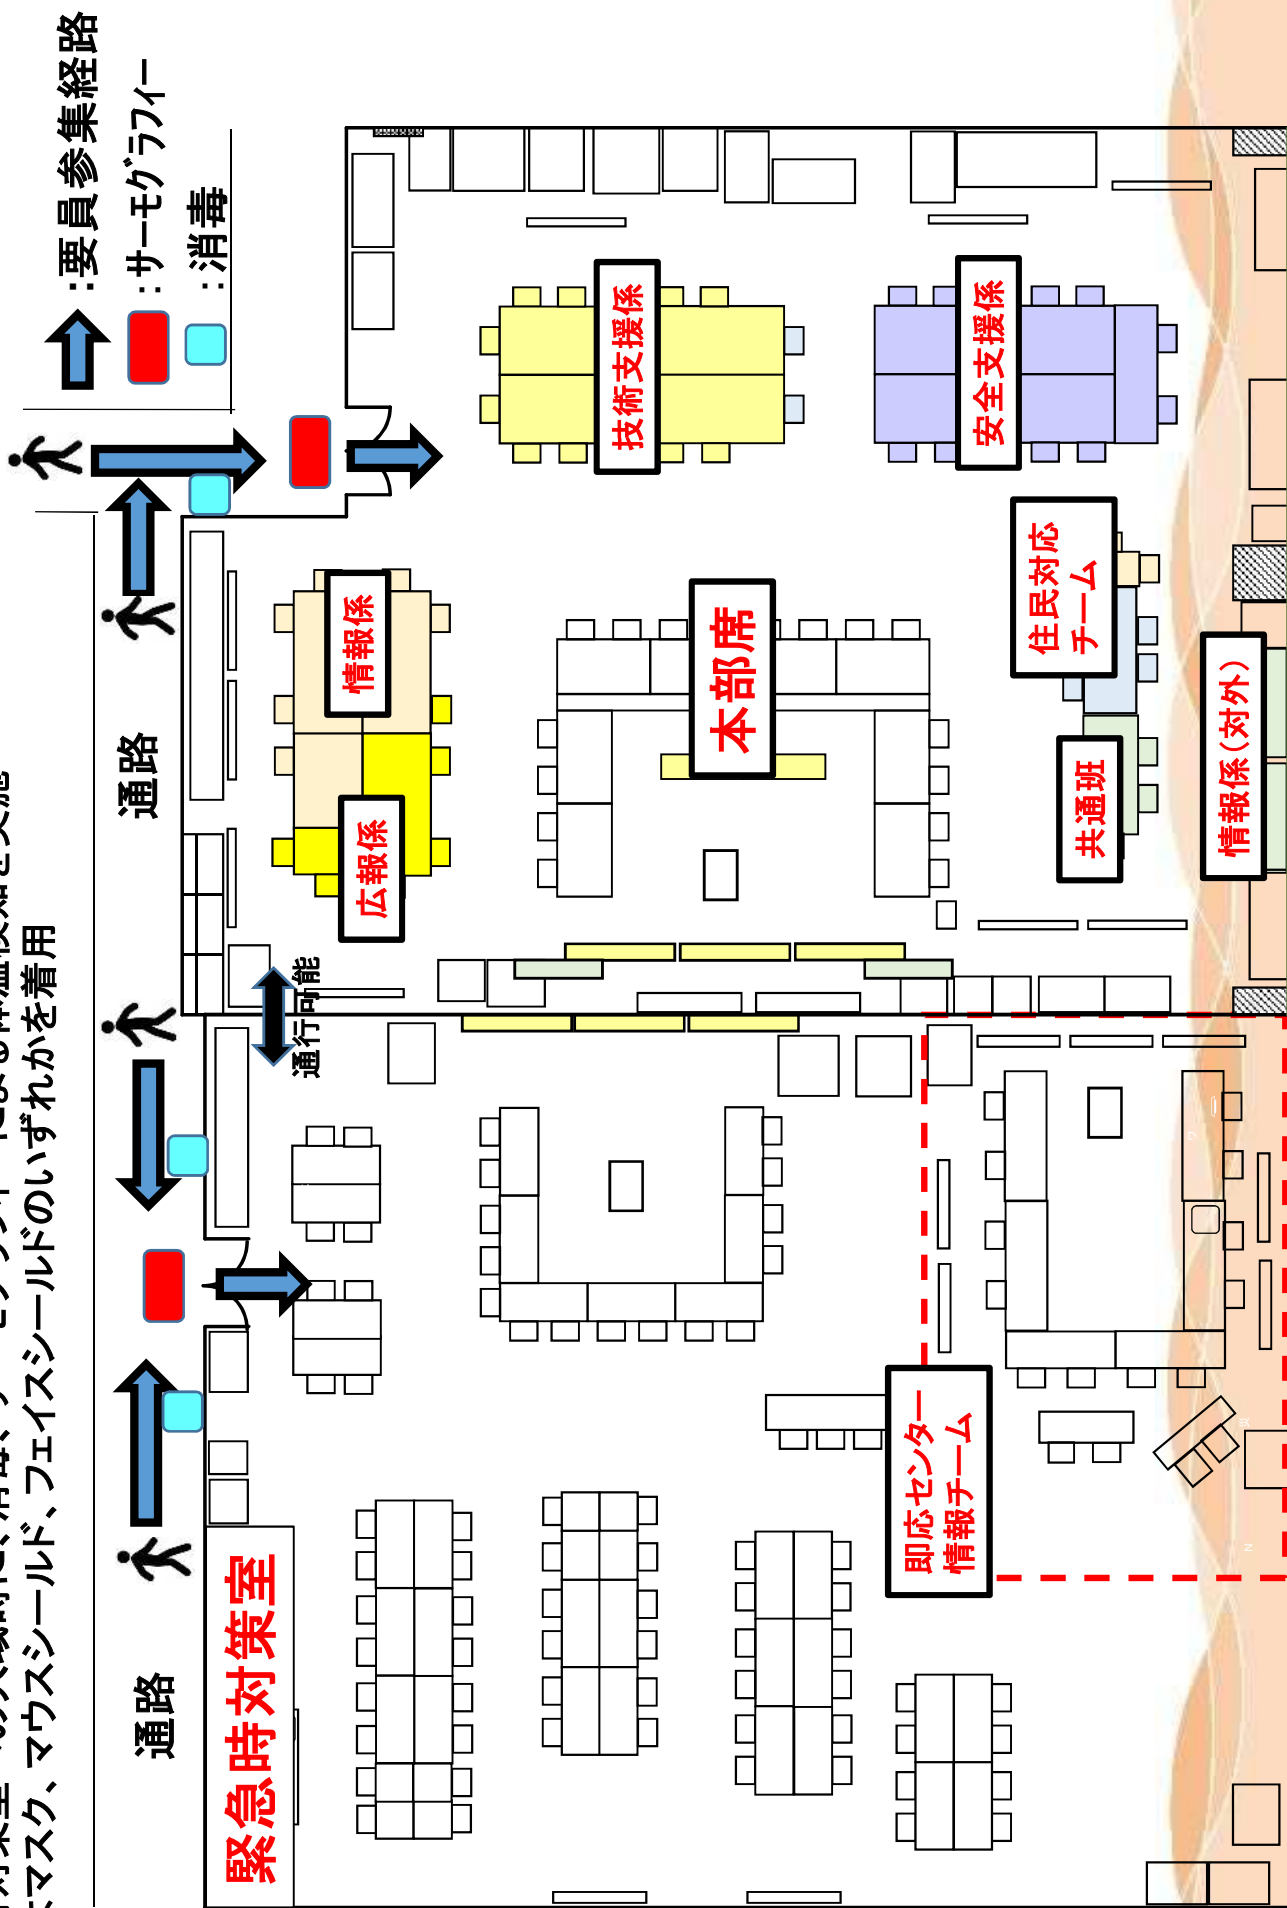 マスク、マウスシールド、フェイスシールドのいずれかを着用
:要員参集経路
:サーモグラフィー
:消毒
通路
通路
緊急時対策室
通行可能
広報係
情報係
技術支援係
本部席
安全支援係
住民対応
チーム
共通班
情報係(対外)
即応センター
情報チーム